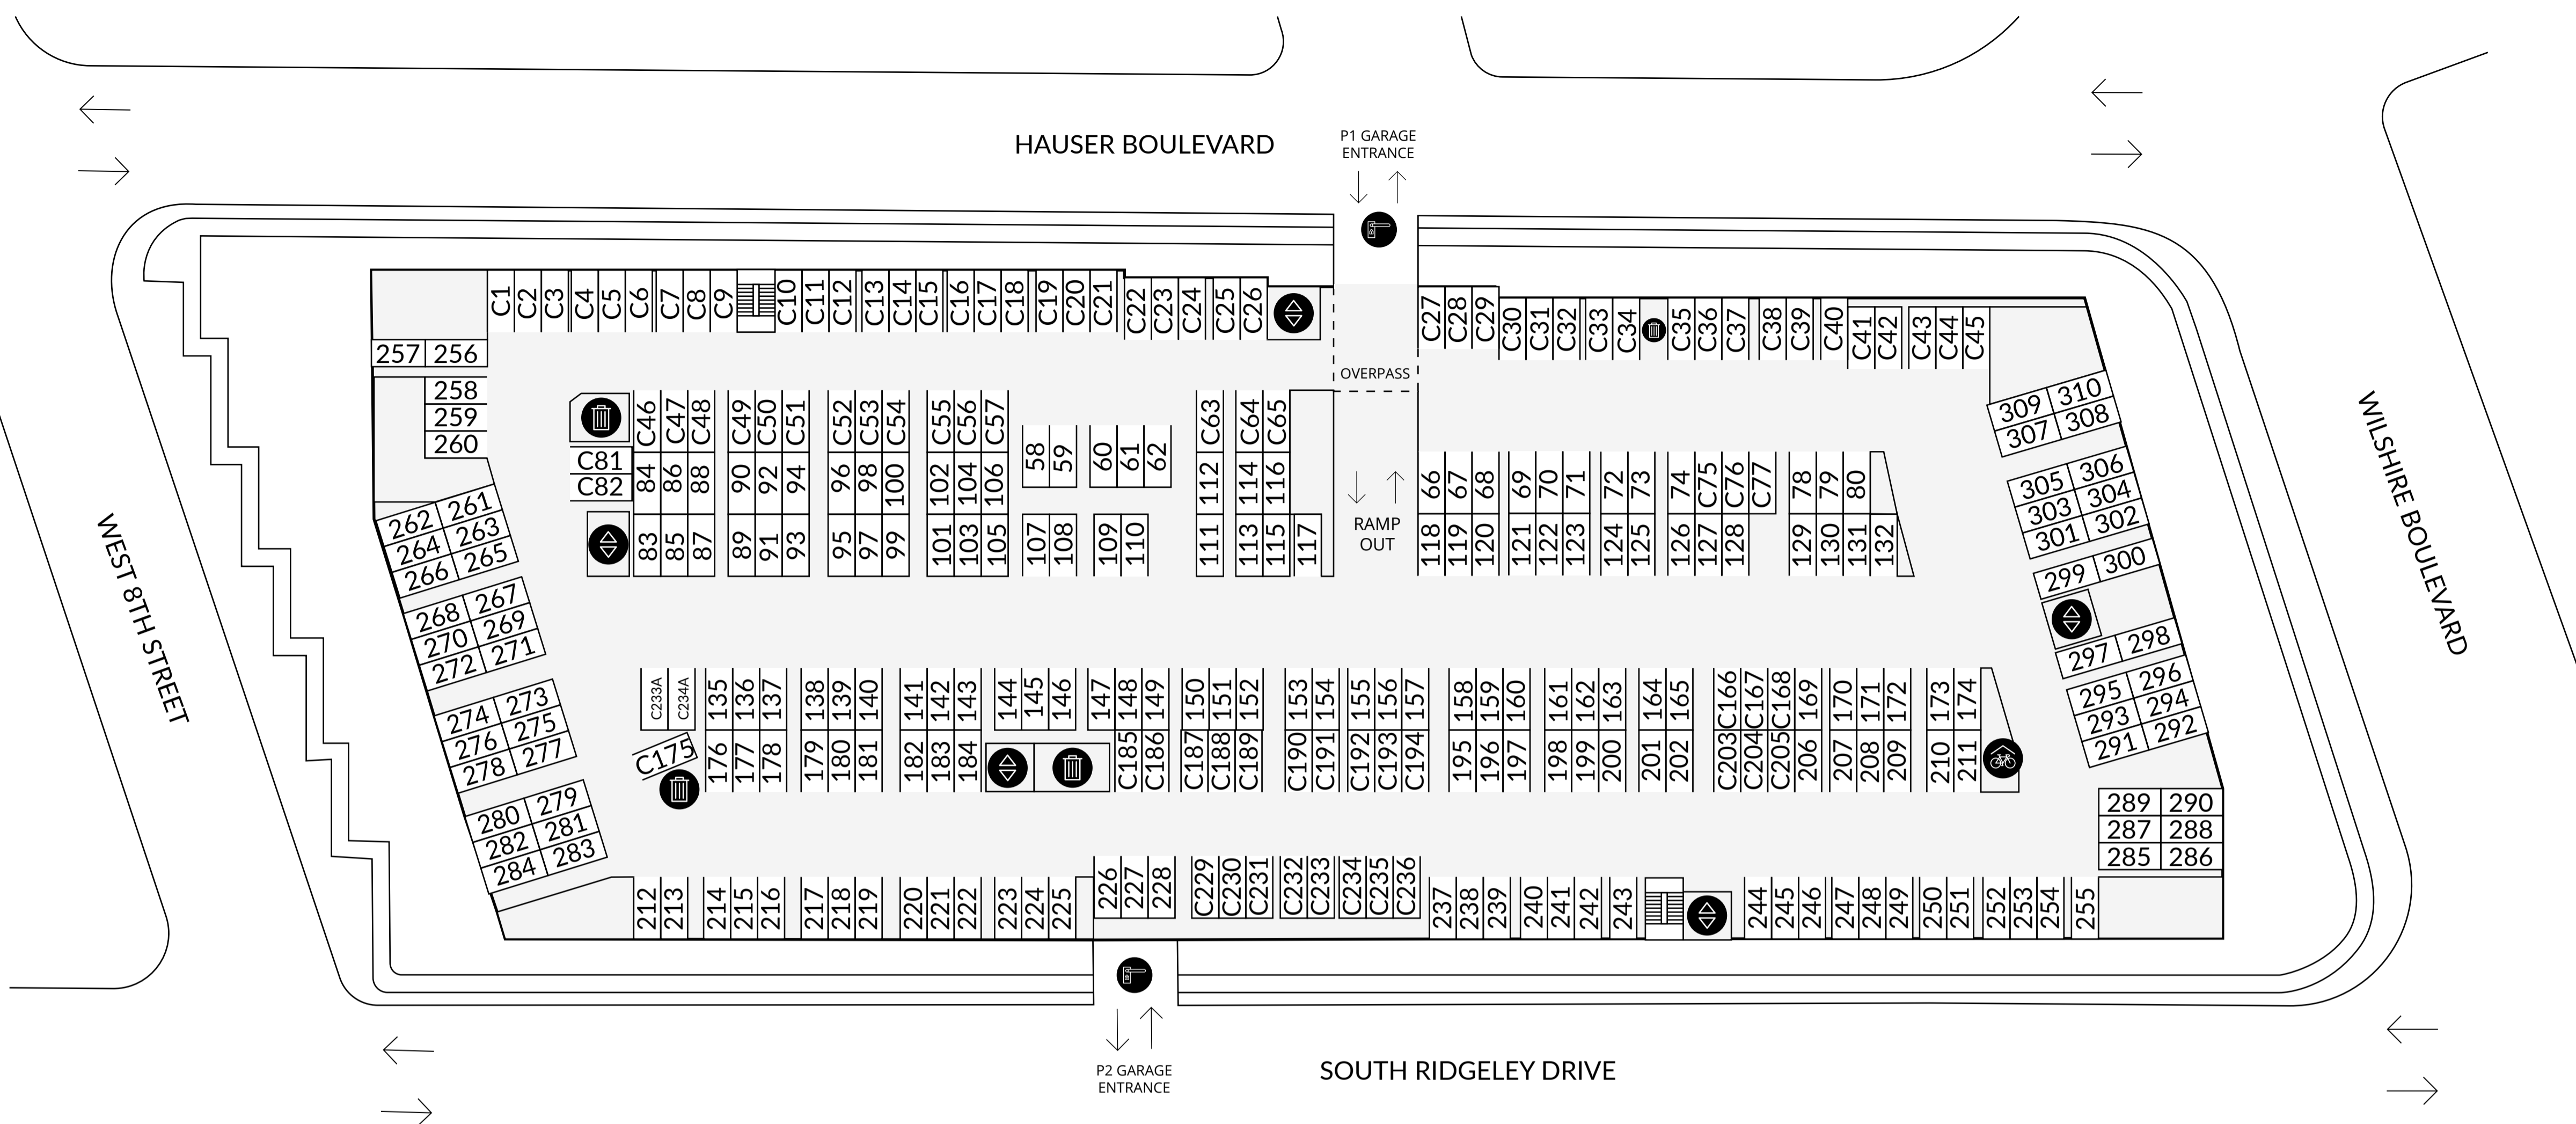 HAUSER BOULEVARD
P1 GARAGE
ENTRANCE
C1 C2 C3 C4 C5 C6 C7 C8 C9 C10 C11 C12 C13 C14 C15 C16 C17 C18 C19 C20 C21 C22 C23 C24 C25 C26 C27 C28 C29 C30 C31 C32 C33 C34 C35 C36 C37 C38 C39 C40 C41 C42 C43 C44 C45
257 256
258
259
260
OVERPASS
C46 C47 C48 C49 C50 C51 C52 C53 C54 C55 C56 C57 58 59 60 61 62 C63 C64 C65
C81
C82
84 86 88 90 92 94 96 98 100 102 104 106 112 114 116 66 67 68 69 70 71 72 73 74 C75 C76 C77 78 79 80
83 85 87 89 91 93 95 97 99 101 103 105 107 108 109 110 111 113 115 117
RAMP
OUT
118 119 120 121 122 123 124 125 126 127 128 129 130 131 132
309 310
307 308
305 306
303 304
301 302
299 300
297 298
295 296
293 294
291 292
289 290
287 288
285 286
262 261
264 263
266 265
268 267
270 269
272 271
274 273
276 275
278 277
280 279
282 281
284 283
WEST 8TH STREET
WILSHIRE BOULEVARD
C233A C234A 135 136 137 138 139 140 141 142 143 144 145 146 147 148 149 150 151 152 153 154 155 156 157 158 159 160 161 162 163 164 165 C166 C167 C168 169 170 171 172 173 174
C175 176 177 178 179 180 181 182 183 184 C185 C186 C187 C188 C189 C190 C191 C192 C193 C194 195 196 197 198 199 200 201 202 C203 C204 C205 206 207 208 209 210 211
212 213 214 215 216 217 218 219 220 221 222 223 224 225 226 227 228 C229 C230 C231 C232 C233 C234 C235 C236 237 238 239 240 241 242 243 244 245 246 247 248 249 250 251 252 253 254 255
P2 GARAGE
ENTRANCE
SOUTH RIDGELEY DRIVE